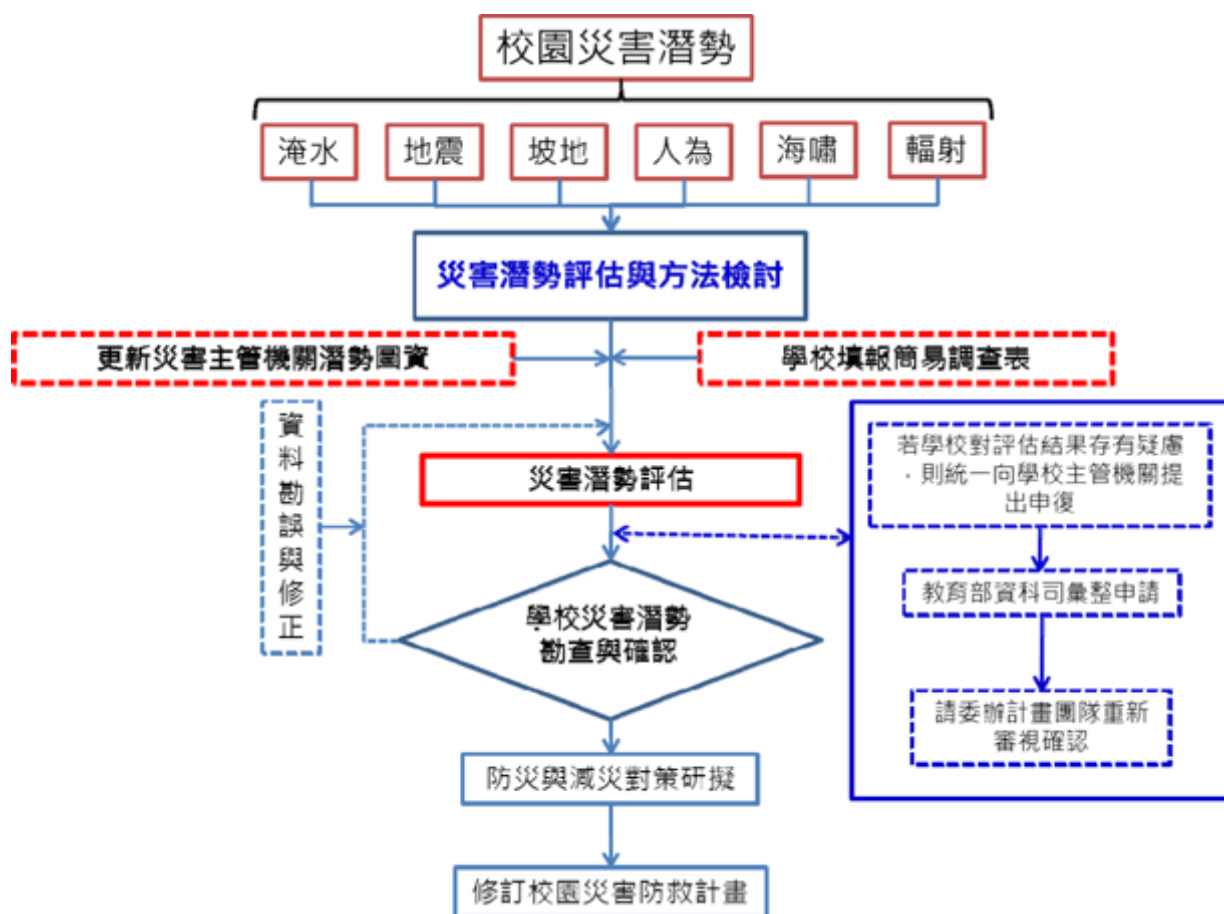 校園災害潛勢
淹水
地震
坡地
人為
海嘯
輻射
災害潛勢評估與方法檢討
更新災害主管機關潛勢圖資
學校填報簡易調查表
資料勘誤與修正
災害潛勢評估
若學校對評估結果存有疑慮
，則統一向學校主管機關提
出申復
教育部資科司彙整申請
學校災害潛勢
勘查與確認
請委辦計畫團隊重新
審視確認
防災與減災對策研擬
修訂校園災害防救計畫